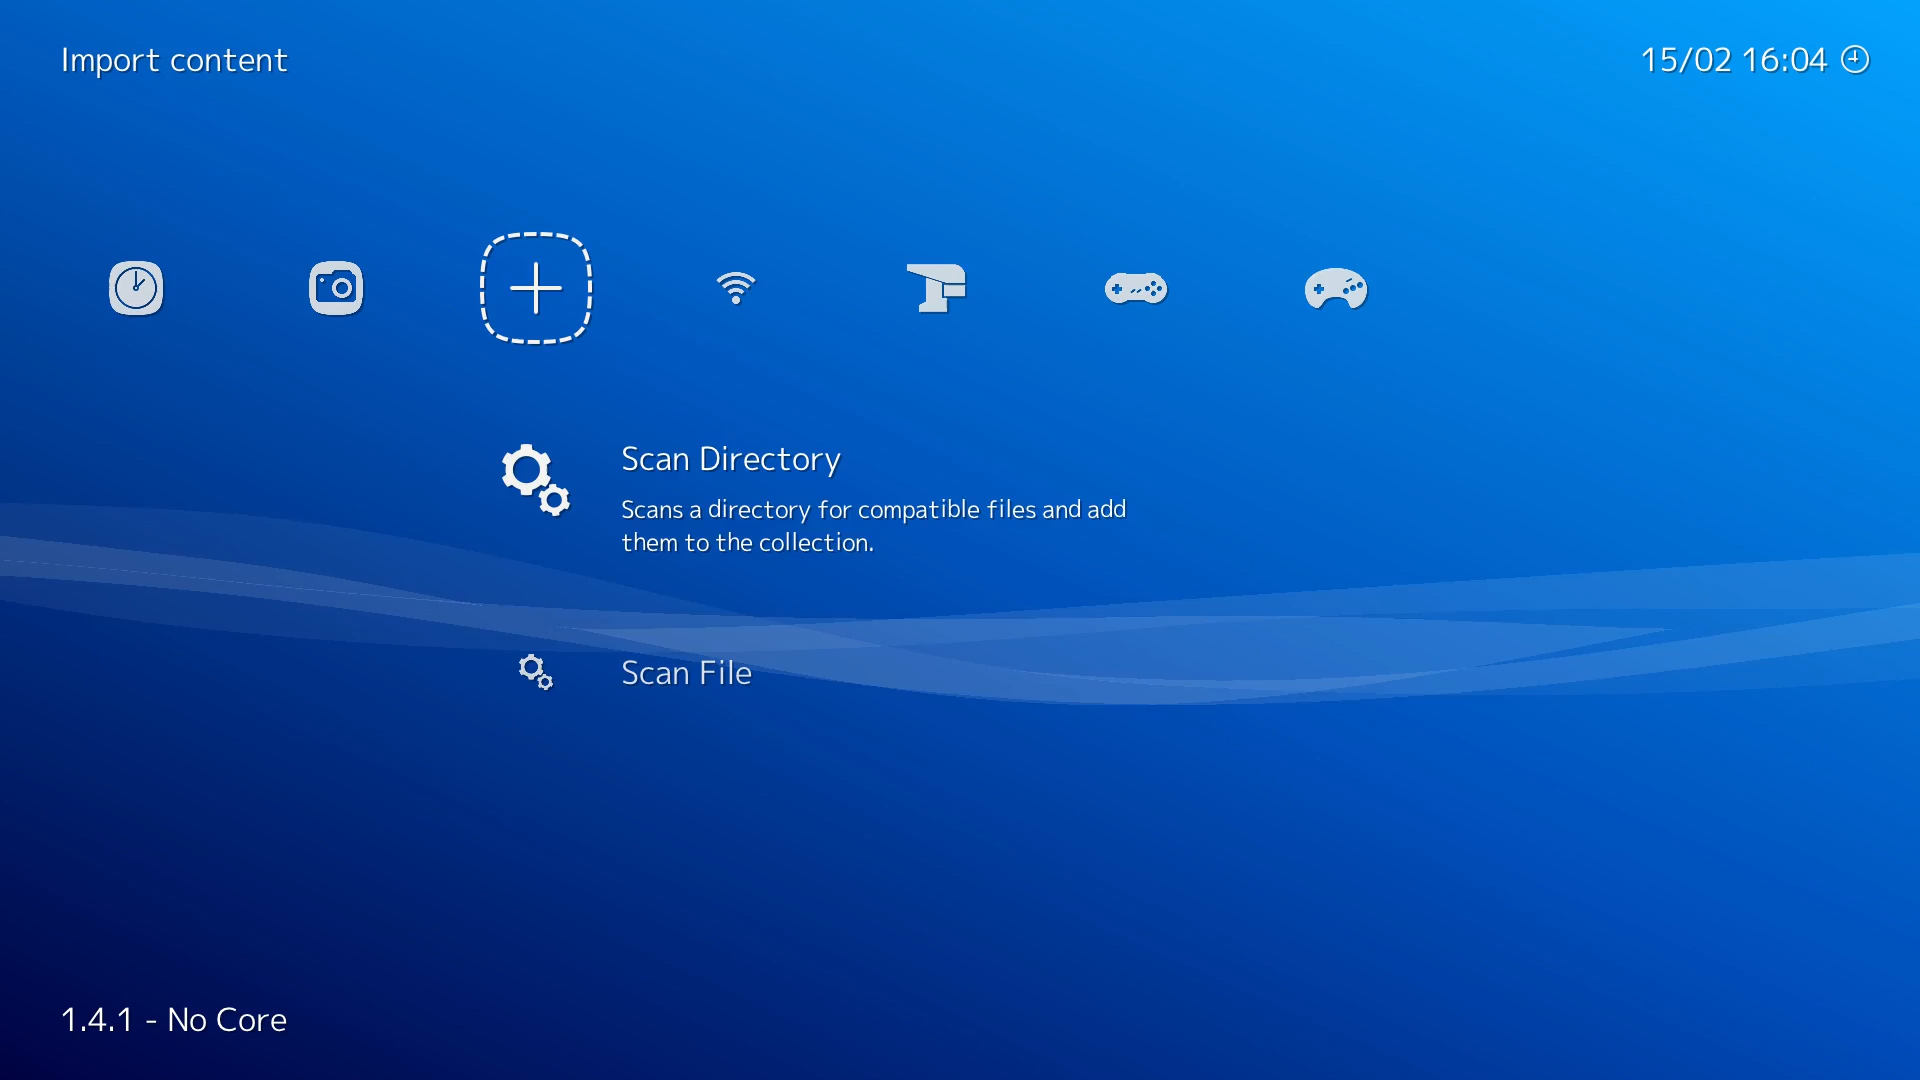 Import content
15/02 16:04
Scan Directory
Scans a directory for compatible files and add
them to the collection.
Scan File
1.4.1 - No Core